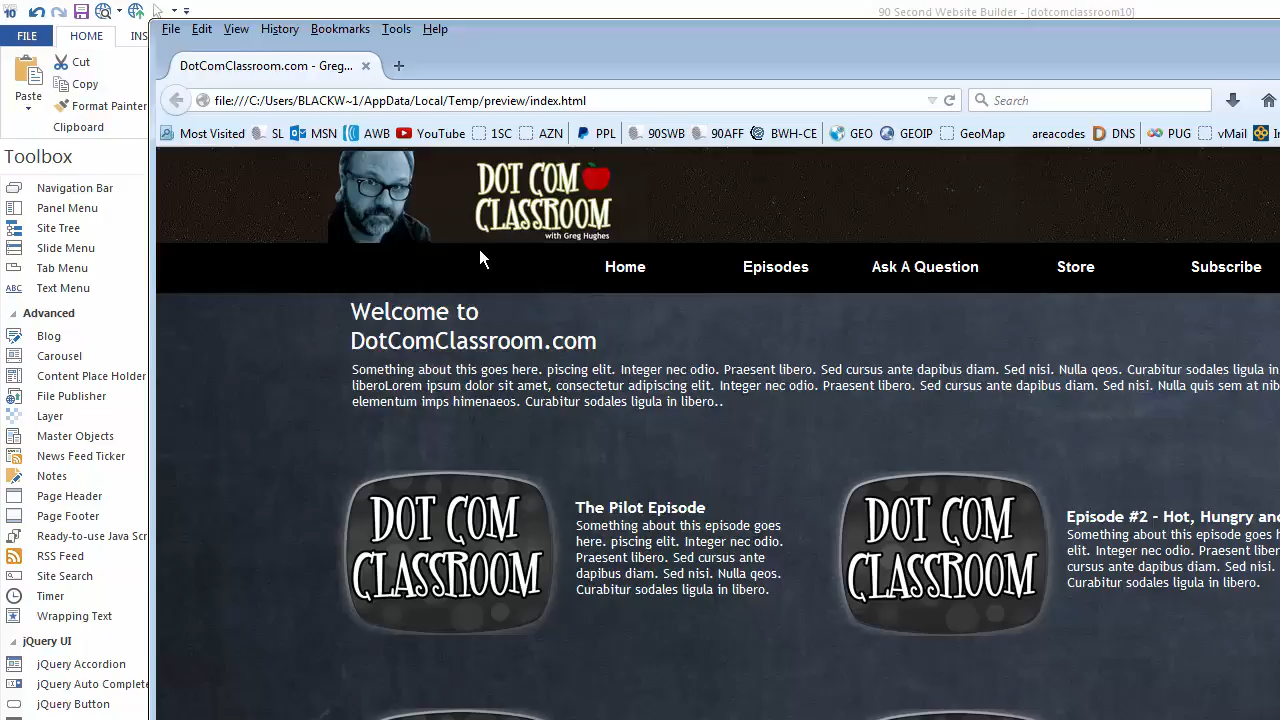 90 Second Website Builder - [dotcomclassroom10]
FILE
HOME
INS
Cut
Copy
Format Painter
Paste
Clipboard
Toolbox
Navigation Bar
Panel Menu
Site Tree
Slide Menu
Tab Menu
Text Menu
Advanced
Blog
Carousel
Content Place Holder
File Publisher
Layer
Master Objects
News Feed Ticker
Notes
Page Header
Page Footer
Ready-to-use Java Scr
RSS Feed
Site Search
Timer
Wrapping Text
jQuery UI
jQuery Accordion
jQuery Auto Complete
jQuery Button
File Edit View History Bookmarks Tools Help
DotComClassroom.com - Greg...
file:///C:/Users/BLACKW~1/AppData/Local/Temp/preview/index.html
Search
Most Visited SL MSN AWB YouTube 1SC AZN PPL 90SWB 90AFF BWH-CE GEO GEOIP GeoMap areacodes DNS PUG vMail
DOT COM
CLASSROOM
with Greg Hughes
Home Episodes Ask A Question Store Subscribe
Welcome to
DotComClassroom.com
Something about this goes here. piscing elit. Integer nec odio. Praesent libero. Sed cursus ante dapibus diam. Sed nisi. Nulla qeos. Curabitur sodales ligula in
liberoLorem ipsum dolor sit amet, consectetur adipiscing elit. Integer nec odio. Praesent libero. Sed cursus ante dapibus diam. Sed nisi. Nulla quis sem at nib
elementum imps himenaeos. Curabitur sodales ligula in libero..
DOT COM
CLASSROOM
The Pilot Episode
Something about this episode goes
here. piscing elit. Integer nec odio.
Praesent libero. Sed cursus ante
dapibus diam. Sed nisi. Nulla qeos.
Curabitur sodales ligula in libero.
DOT COM
CLASSROOM
Episode #2 - Hot, Hungry and
Something about this episode goes h
elit. Integer nec odio. Praesent libero
cursus ante dapibus diam. Sed nisi.
Curabitur sodales ligula in libero.